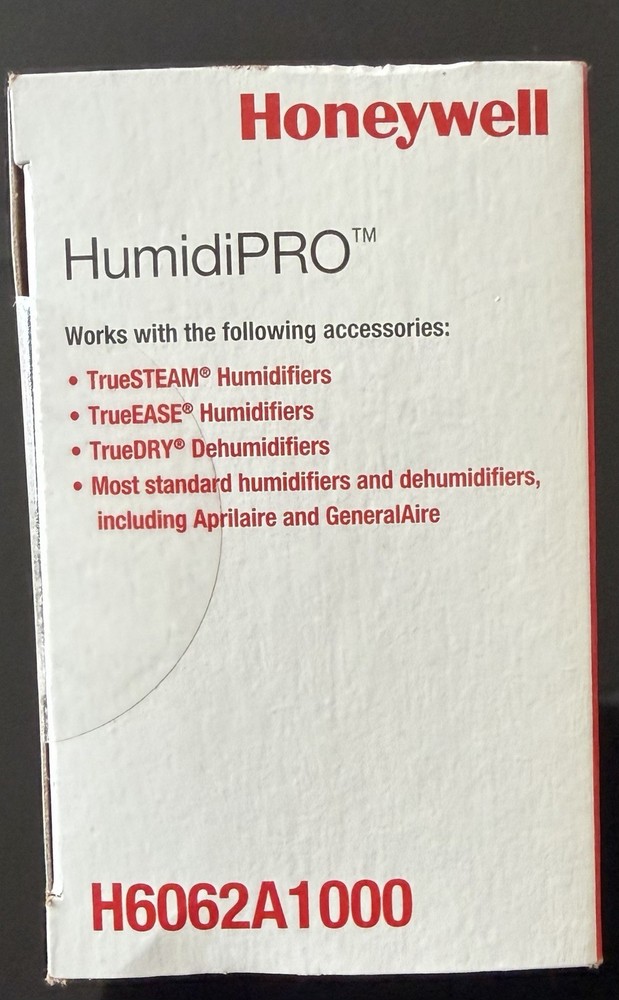 Honeywell
HumidiPRO™
Works with the following accessories:
• TrueSTEAM® Humidifiers
• TrueEASE® Humidifiers
• TrueDRY® Dehumidifiers
• Most standard humidifiers and dehumidifiers,
including Aprilaire and GeneralAire
H6062A1000